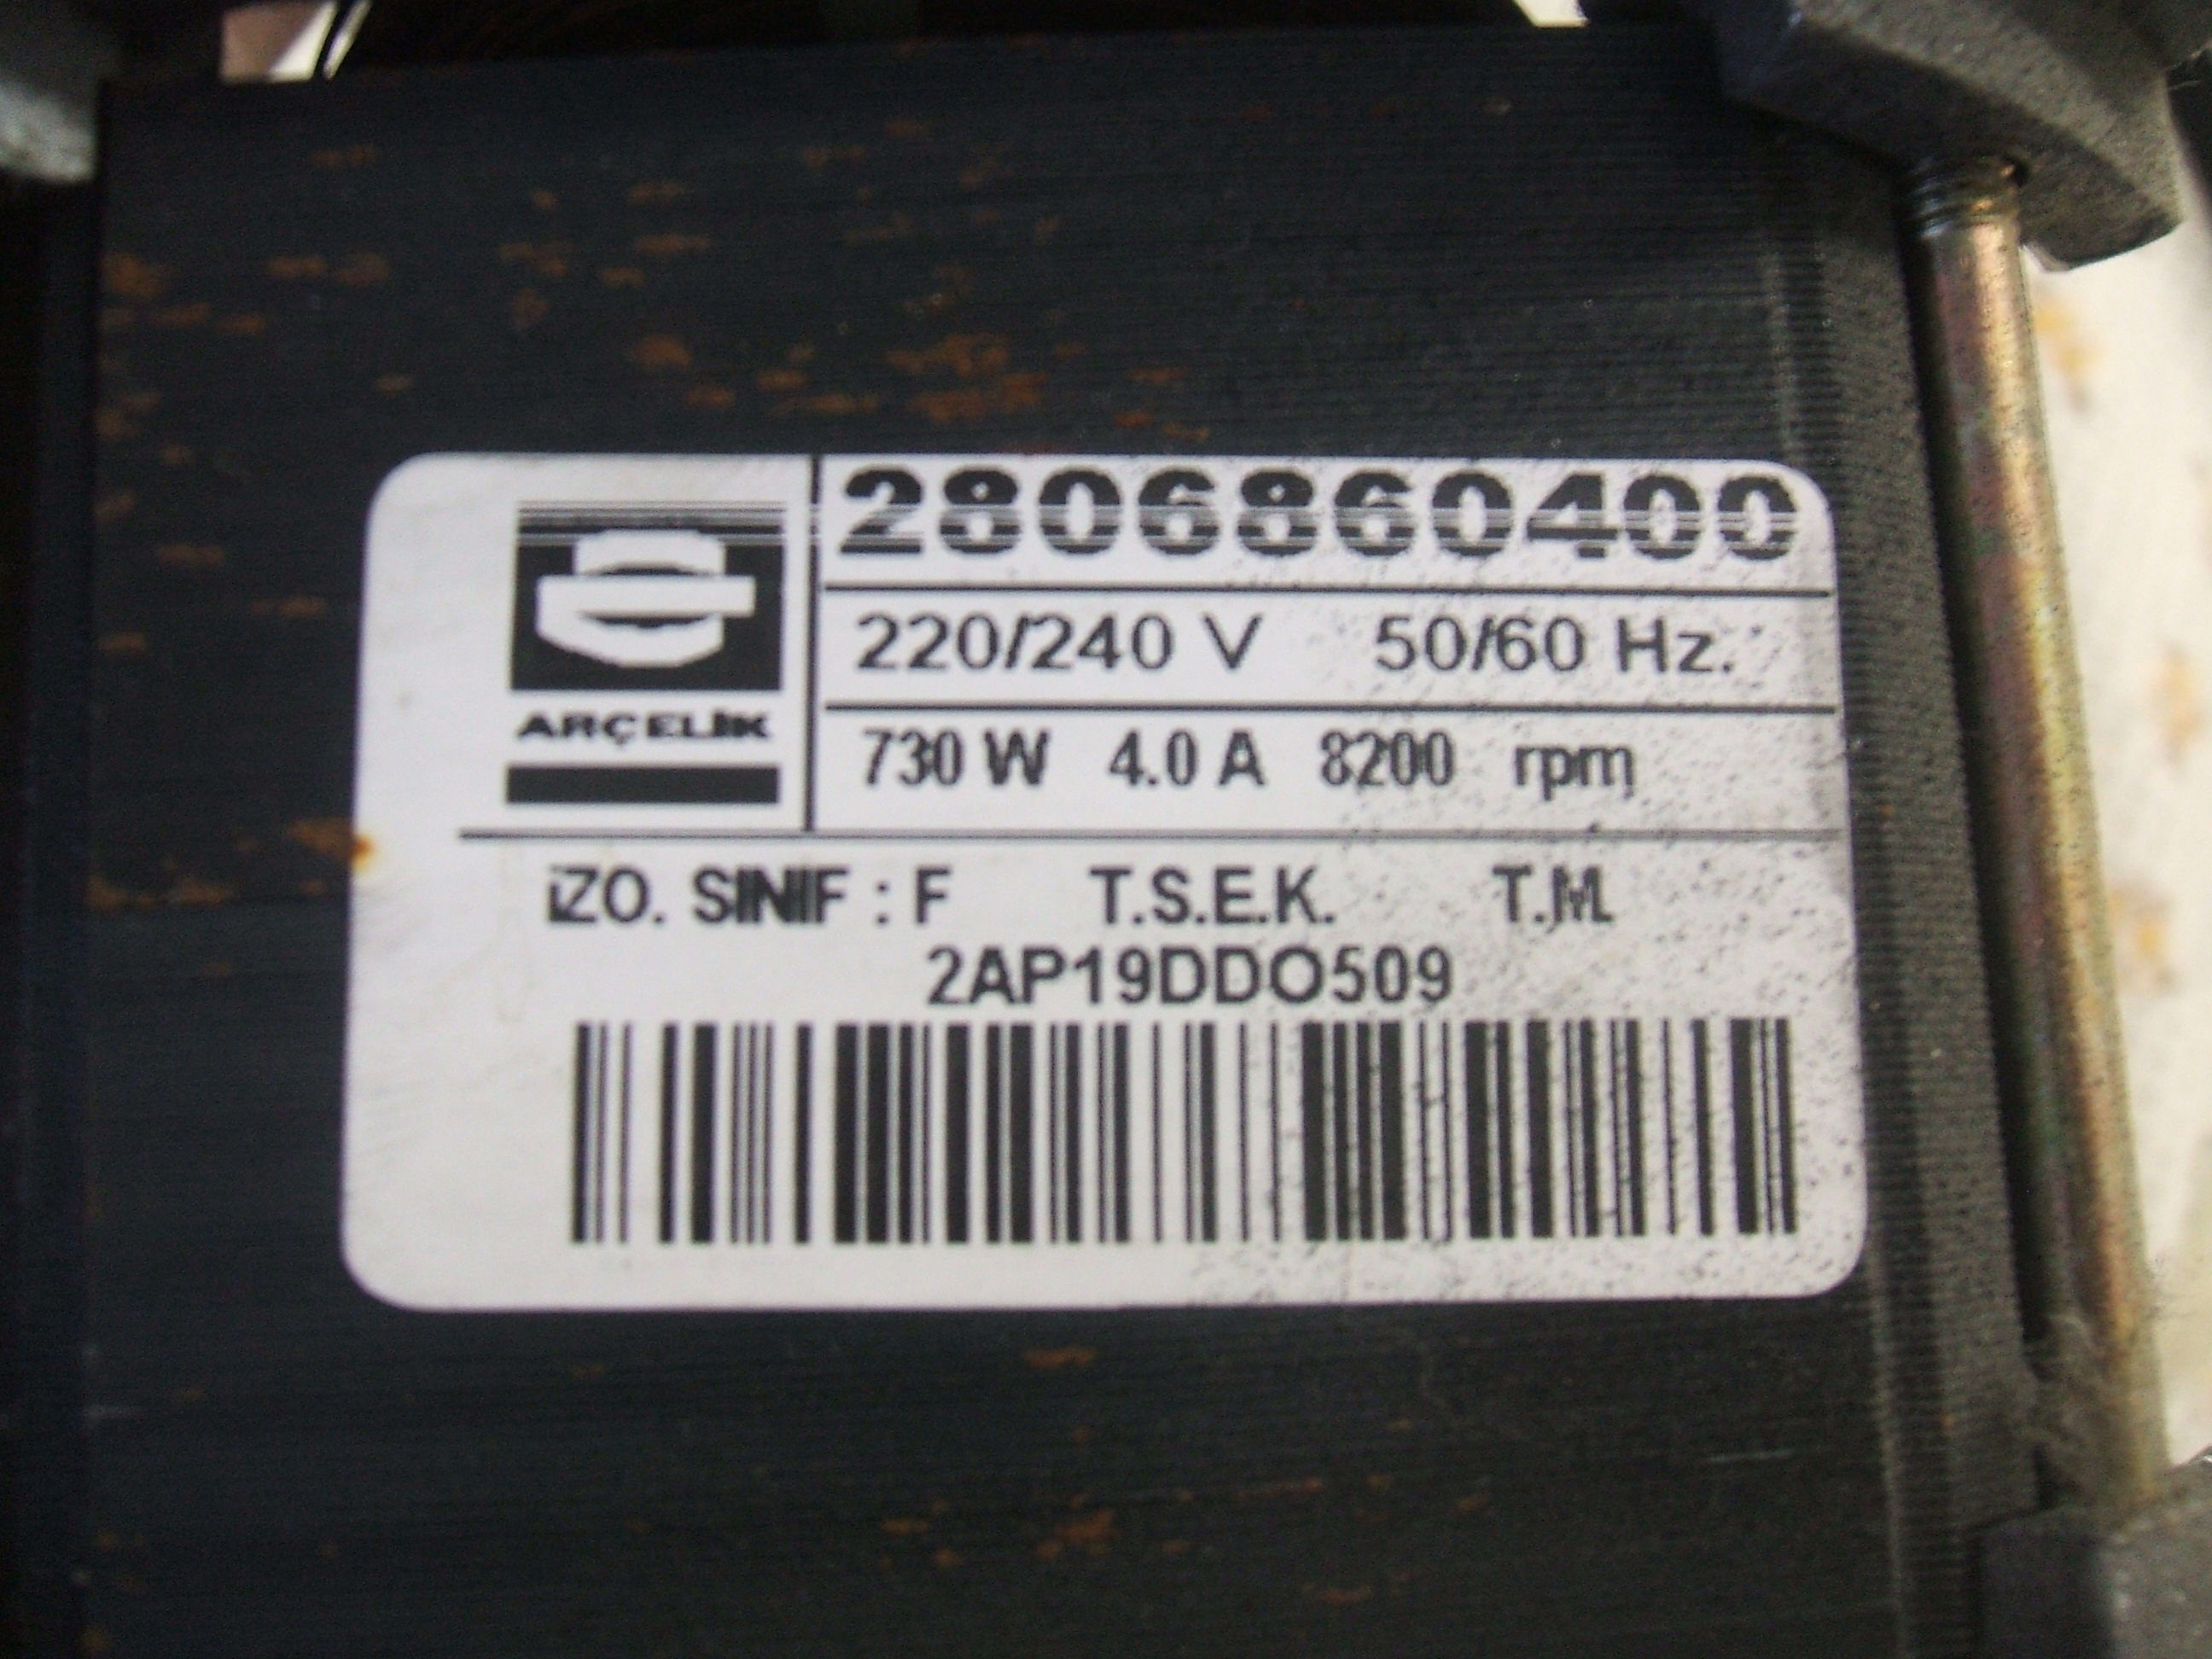 2806860400
220/240 V 50/60 Hz.
ARÇELİK
730 W 4.0 A 8200 rpm
İZO. SINIF : F T.S.E.K. T.M.
2AP19DDO509